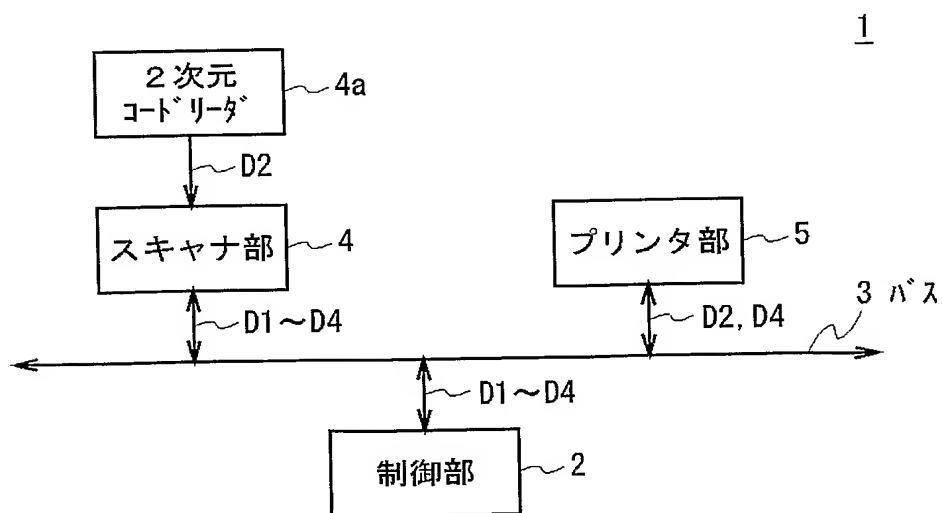 1
2次元
コードリーダ
4a
D2
スキャナ部
4
プリンタ部
5
D1～D4
D2, D4
3 バス
D1～D4
制御部
2